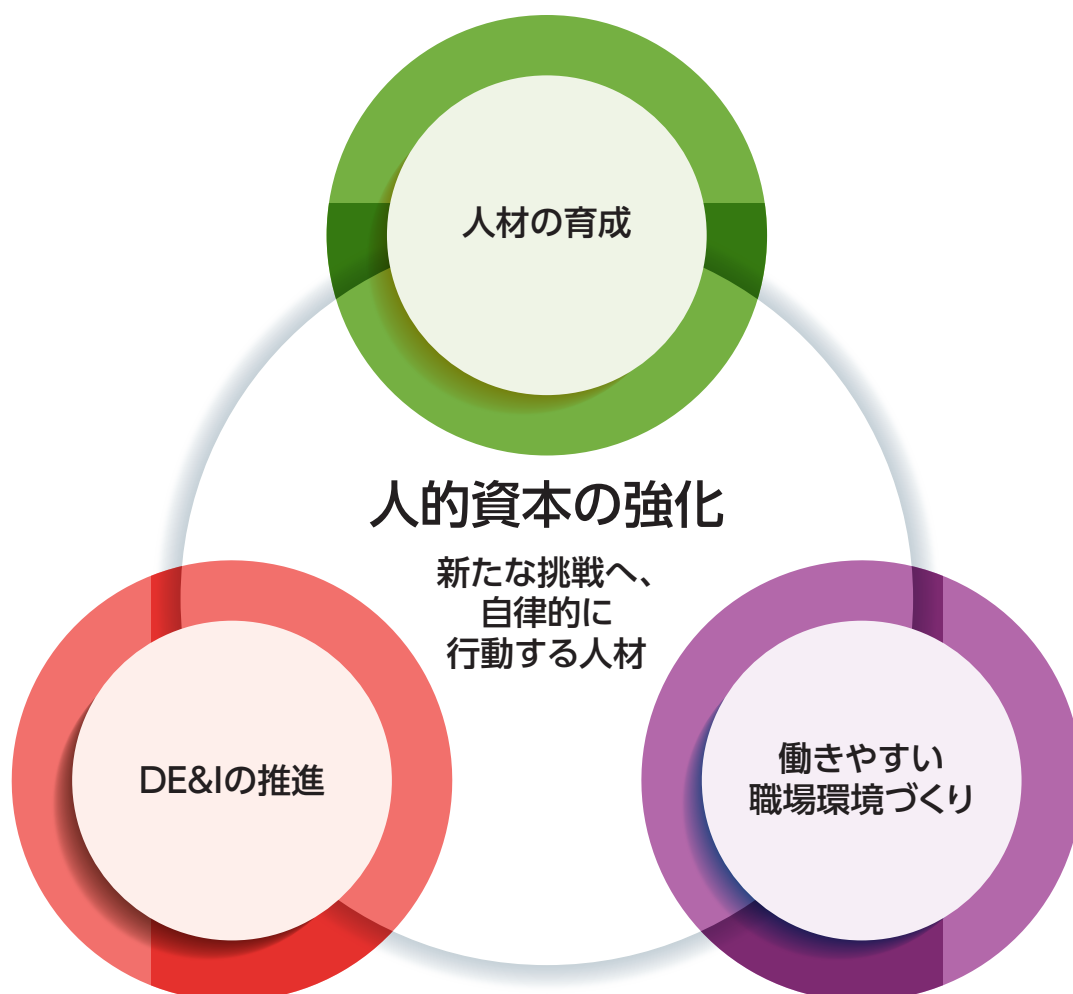 人材の育成
人的資本の強化
新たな挑戦へ、
自律的に
行動する人材
DE&Iの推進
働きやすい
職場環境づくり